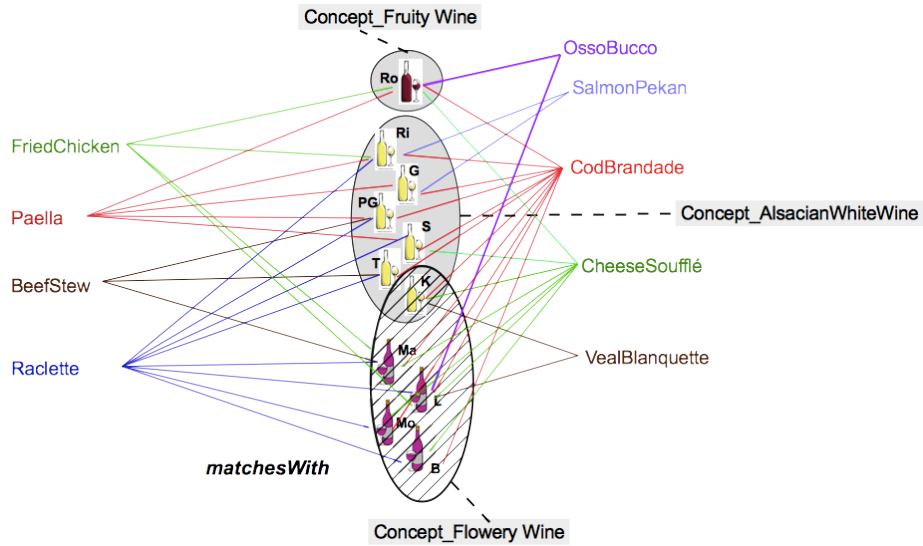 Concept_Fruity Wine
OssoBucco
Ro
SalmonPekan
Ri
FriedChicken
G
CodBrandade
PG
Paella
S
Concept_AlsacianWhiteWine
T
K
CheeseSoufflé
BeefStew
Ma
VealBlanquette
Raclette
L
Mo
matchesWith
B
Concept_Flowery Wine